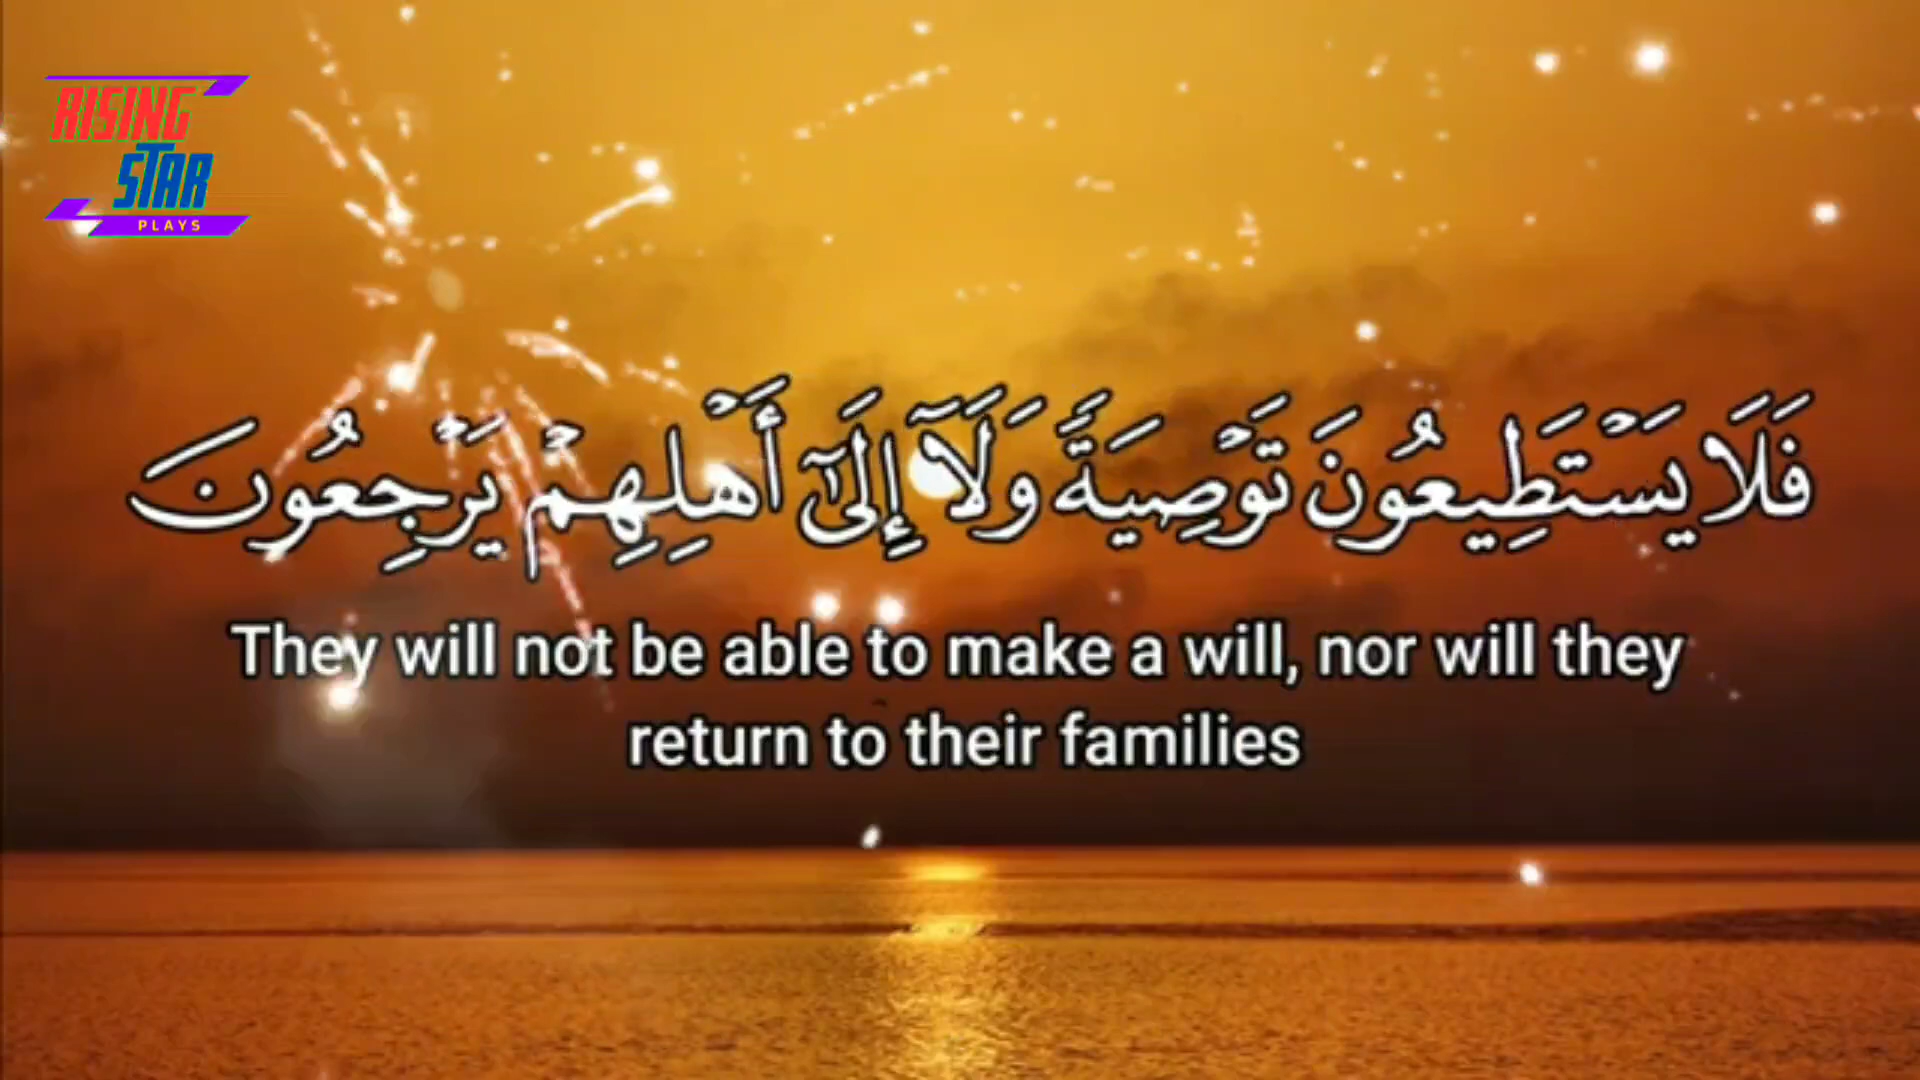 RISING
STAR
PLAYS
فَلَا يَسْتَطِيعُونَ تَوْصِيَةً وَلَآ إِلَىٰٓ أَهْلِهِمْ يَرْجِعُونَ
They will not be able to make a will, nor will they
return to their families